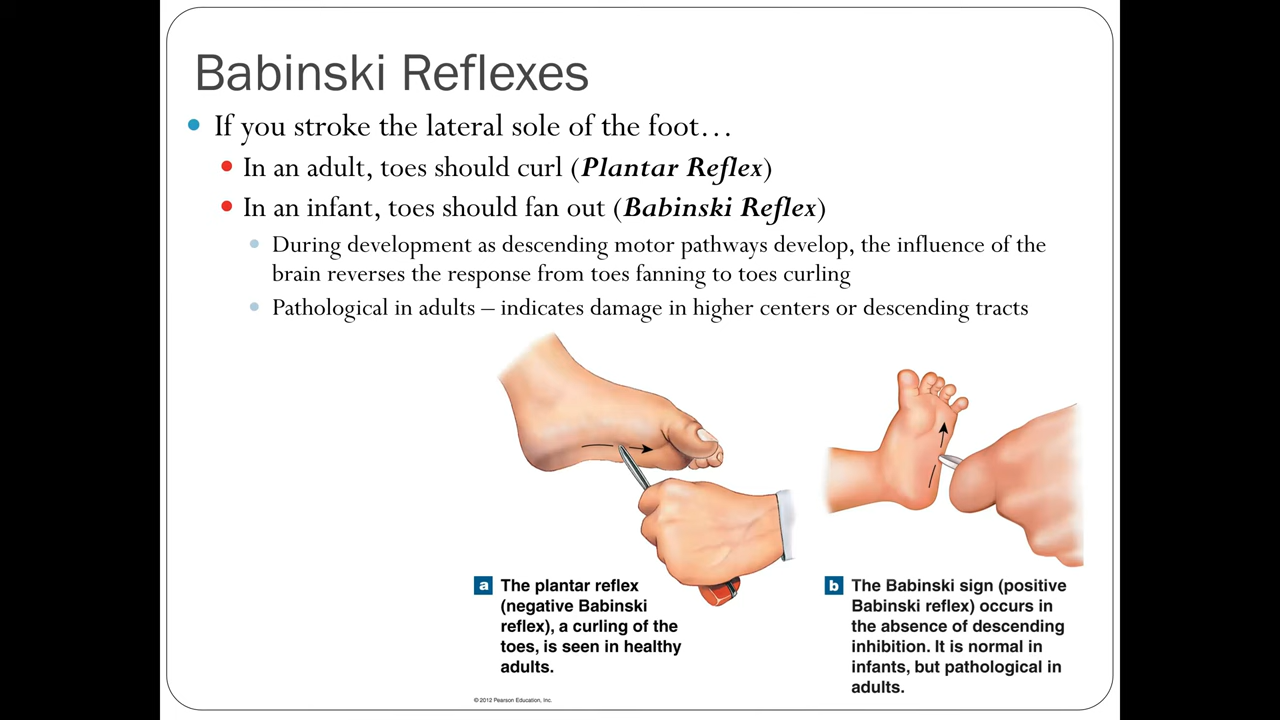 Babinski Reflexes
If you stroke the lateral sole of the foot…
In an adult, toes should curl (Plantar Reflex)
In an infant, toes should fan out (Babinski Reflex)
During development as descending motor pathways develop, the influence of the
brain reverses the response from toes fanning to toes curling
Pathological in adults – indicates damage in higher centers or descending tracts
a The plantar reflex
(negative Babinski
reflex), a curling of the
toes, is seen in healthy
adults.
b The Babinski sign (positive
Babinski reflex) occurs in
the absence of descending
inhibition. It is normal in
infants, but pathological in
adults.
© 2012 Pearson Education, Inc.